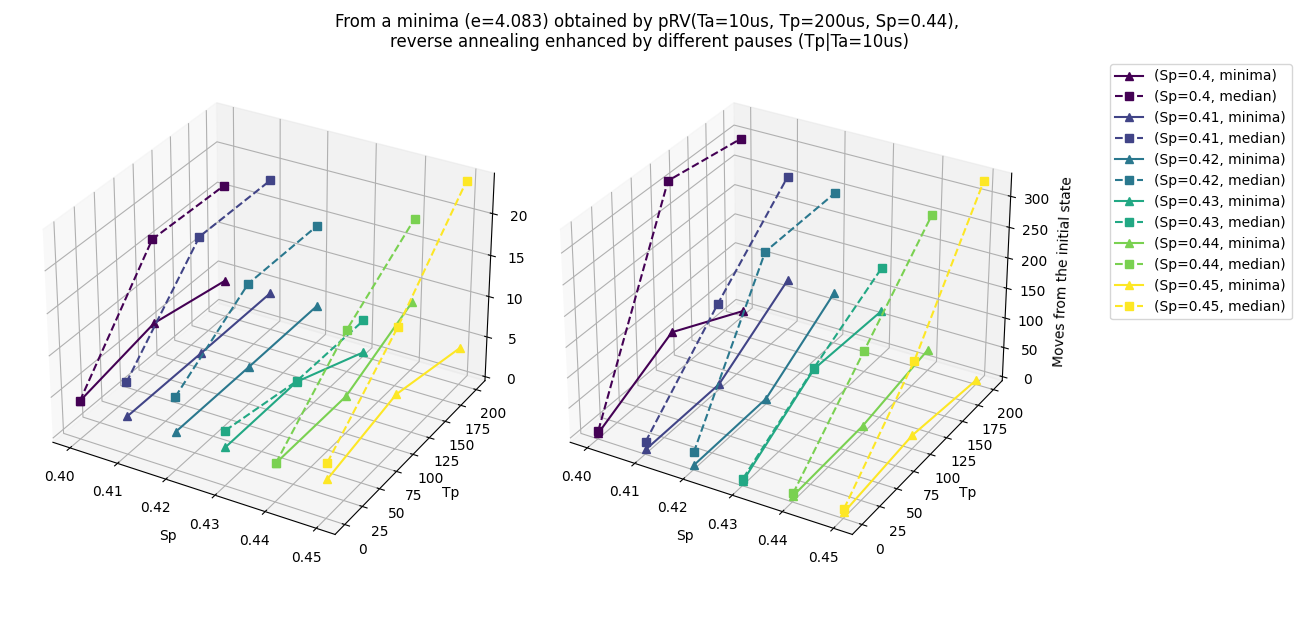 From a minima (e=4.083) obtained by pRV(Ta=10us, Tp=200us, Sp=0.44),
reverse annealing enhanced by different pauses (Tp|Ta=10us)
0.40
0.41
0.42
0.43
0.44
0.45
Sp
0
25
50
75
100
125
150
175
200
Tp
0
5
10
15
20
0.40
0.41
0.42
0.43
0.44
0.45
Sp
0
25
50
75
100
125
150
175
200
Tp
0
50
100
150
200
250
300
Moves from the initial state
(Sp=0.4, minima)
(Sp=0.4, median)
(Sp=0.41, minima)
(Sp=0.41, median)
(Sp=0.42, minima)
(Sp=0.42, median)
(Sp=0.43, minima)
(Sp=0.43, median)
(Sp=0.44, minima)
(Sp=0.44, median)
(Sp=0.45, minima)
(Sp=0.45, median)